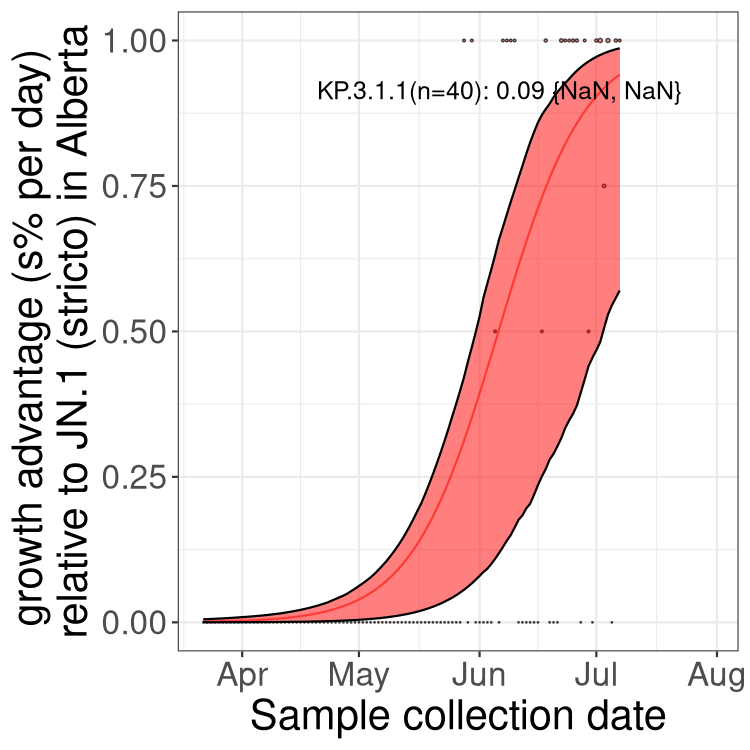 growth advantage (s% per day)
relative to JN.1 (stricto) in Alberta
1.00
0.75
0.50
0.25
0.00
KP.3.1.1(n=40): 0.09 {NaN, NaN}
Apr May Jun Jul Aug
Sample collection date